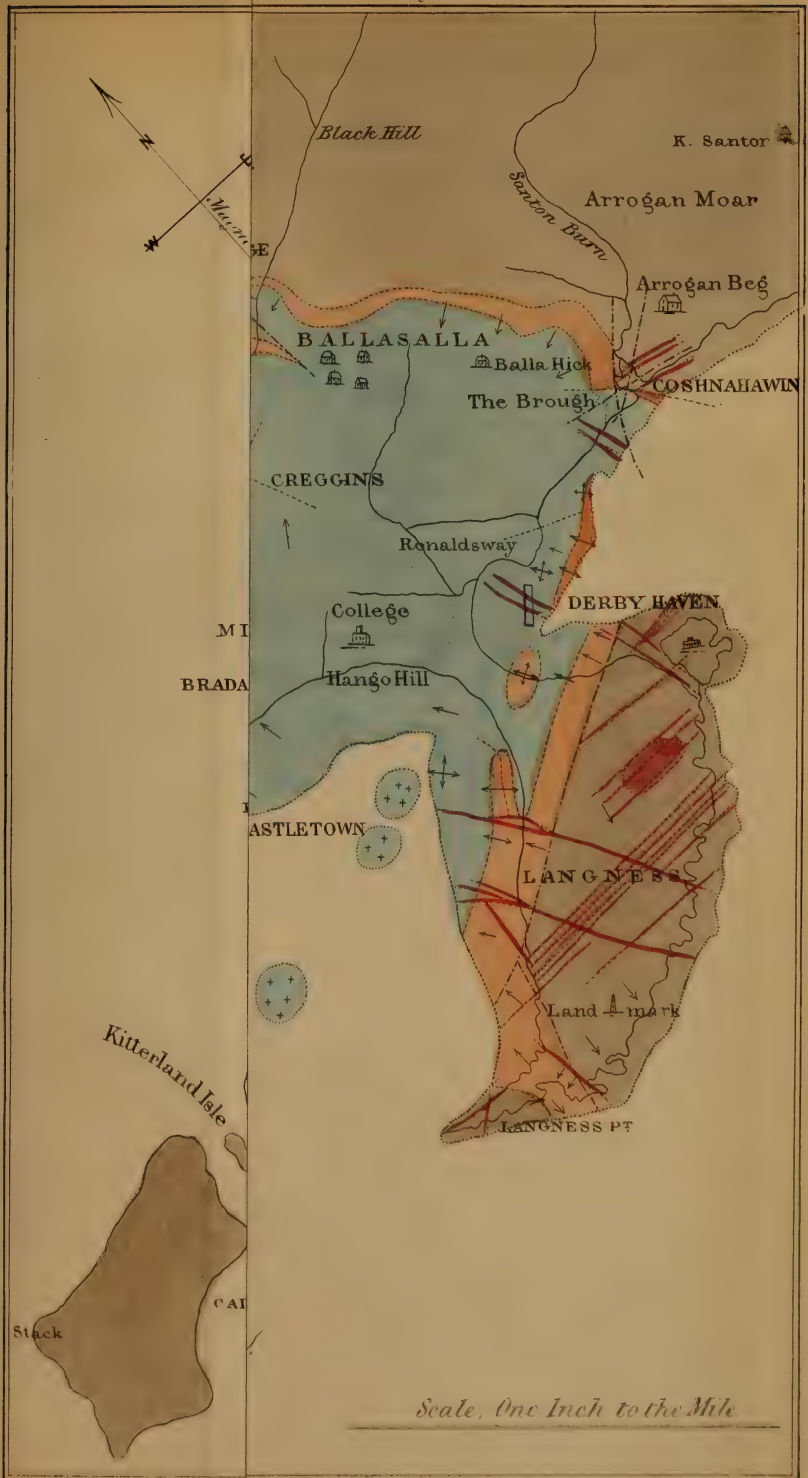 Black Hill
K. Santon
N
E
W
Santon Burn
Arrogan Moar
GE
Arrogan Beg
BALLASALLA
Balla Hick
COSHNAHAWIN
The Brough
CREGGINS
Ronaldsway
DERBY HAVEN
College
MI
BRADA
Hango Hill
ASTLETOWN
LANGNESS
Land mark
Kitterland Isle
LANGNESS PT
CAL
Stack
Scale, One Inch to the Mile